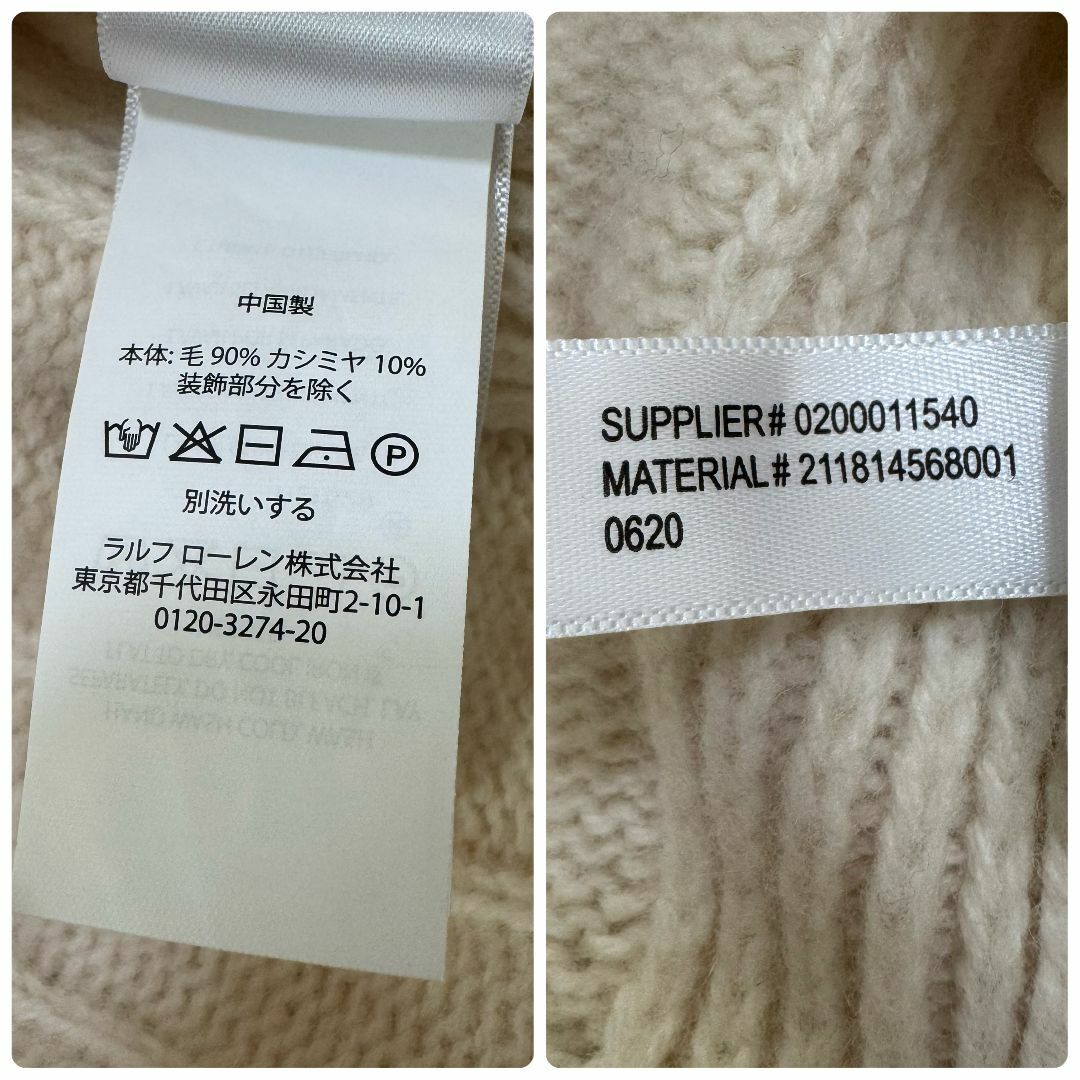 中国製
本体: 毛 90% カシミヤ 10%
装飾部分を除く
P
別洗いする
ラルフ ローレン株式会社
東京都千代田区永田町2-10-1
0120-3274-20
SUPPLIER# 0200011540
MATERIAL# 211814568001
0620